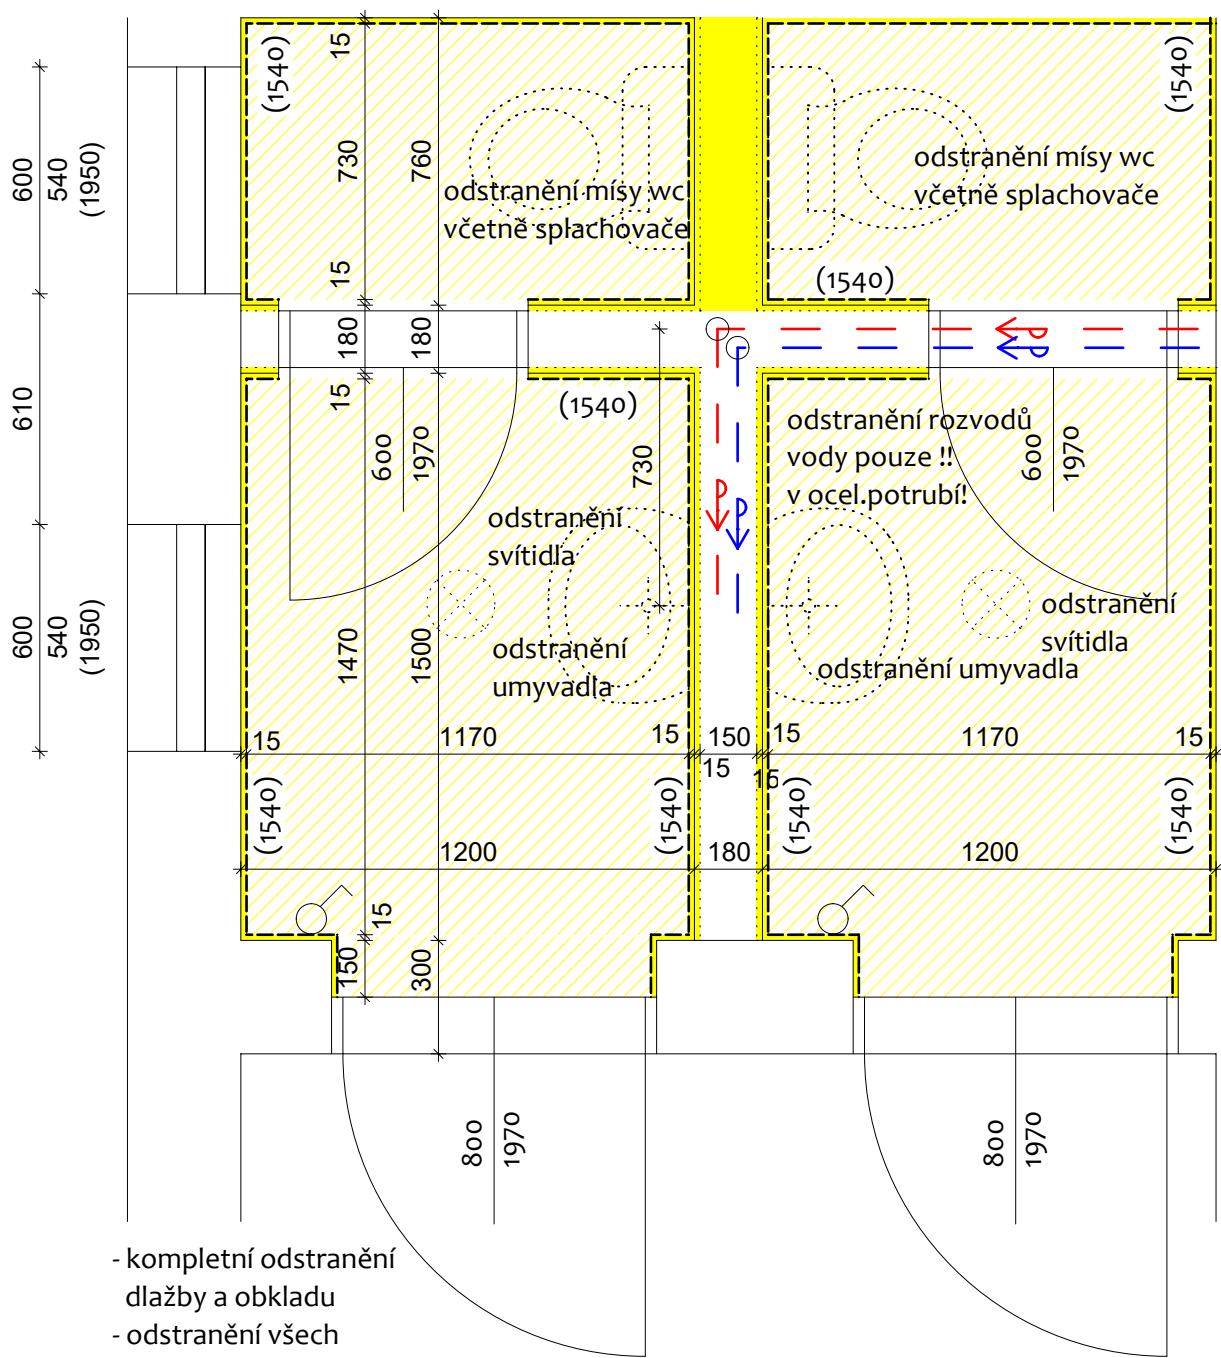 15
(1540)
(1540)
600
540
(1950)
730
760
odstranění mísy wc
včetně splachovače
odstranění mísy wc
včetně splachovače
15
(1540)
180
180
15
(1540)
610
600
1970
730
odstranění rozvodů
vody pouze !!
v ocel.potrubí!
600
1970
odstranění
svítidla
600
540
(1950)
1470
1500
odstranění
umyvadla
odstranění
svítidla
odstranění umyvadla
15
1170
15
150
15
1170
15
15
15
(1540)
(1540)
(1540)
(1540)
1200
180
1200
15
150
300
800
1970
800
1970
- kompletní odstranění
dlažby a obkladu
- odstranění všech